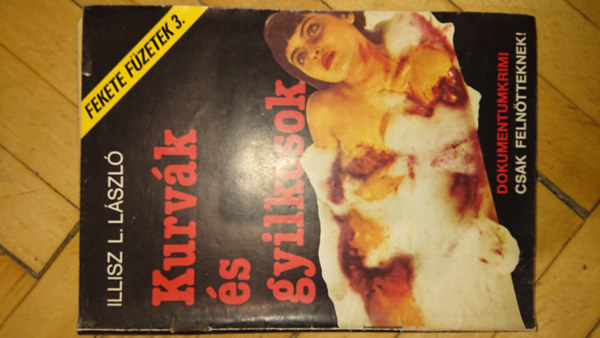 FEKETE FÜZETEK 3.
ILLISZ L. LÁSZLÓ
Kurvák
és
gyilkosok
DOKUMENTUMKRIMI
CSAK FELNŐTTEKNEK!